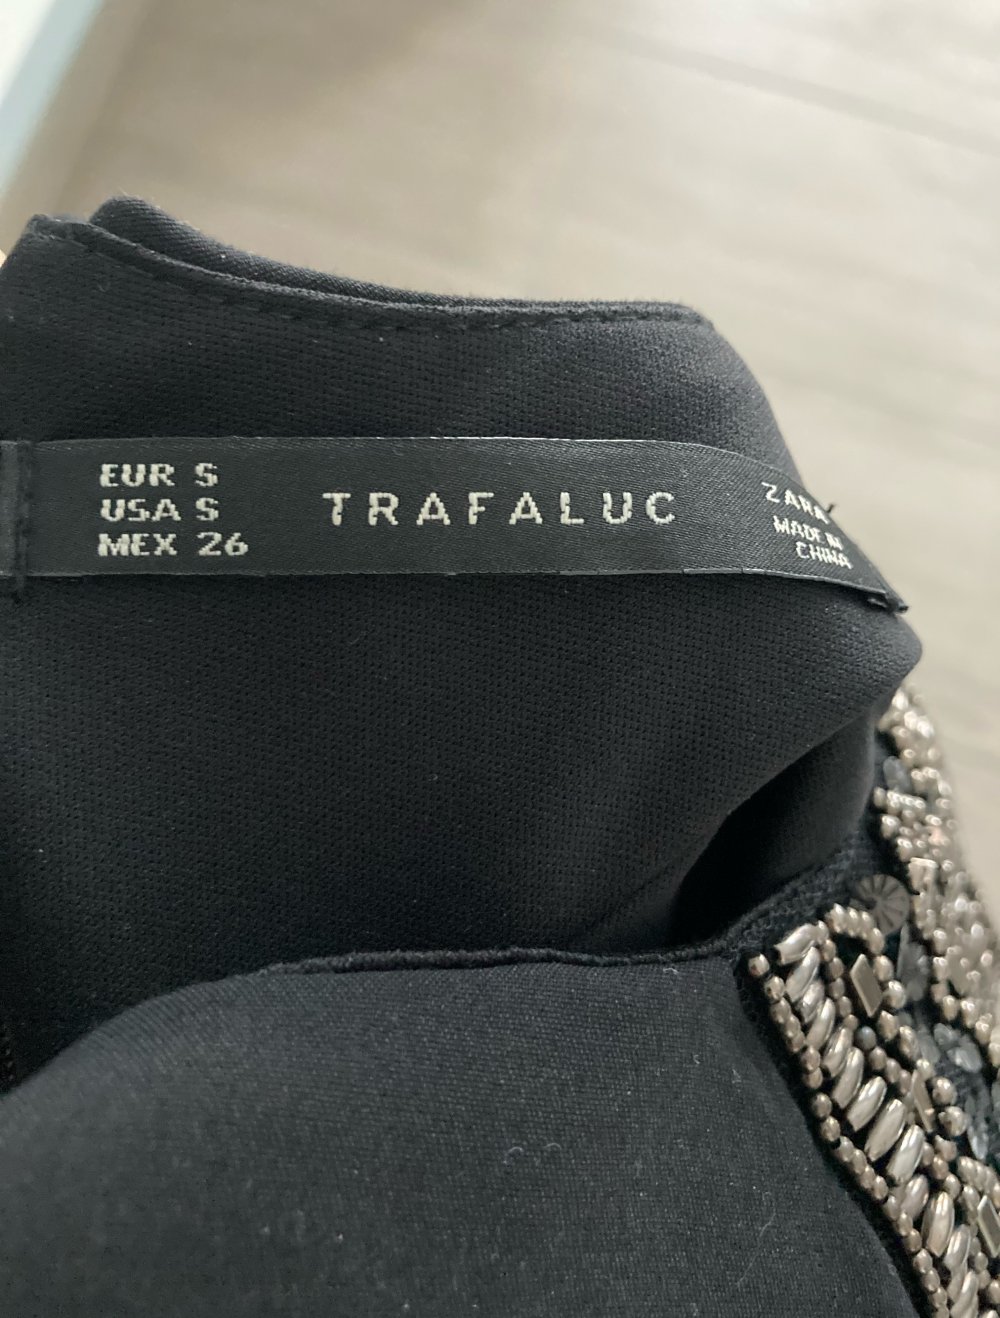 EUR S
USA S
MEX 26
TRAFALUC
ZARA
MADE IN
CHINA